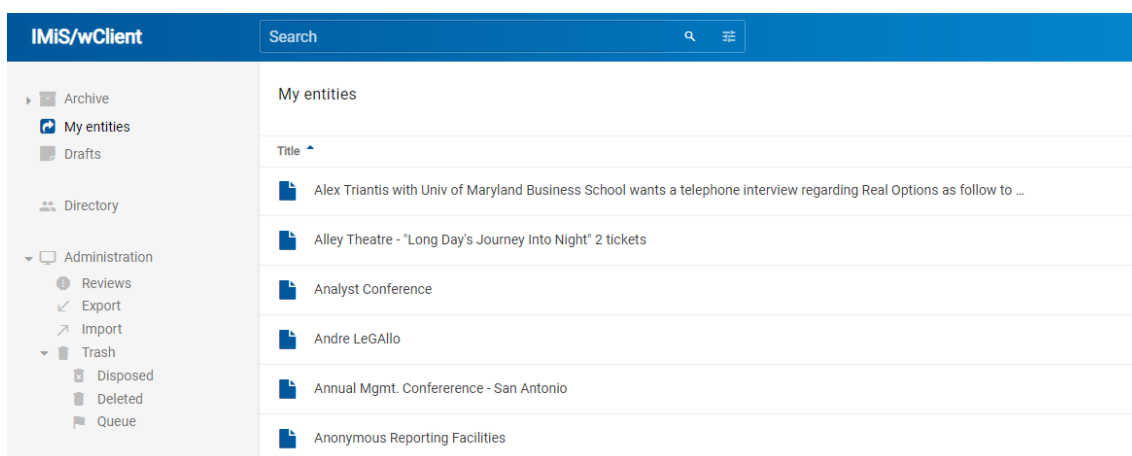 IMiS/wClient
Search
Archive
My entities
Drafts
Directory
Administration
Reviews
Export
Import
Trash
Disposed
Deleted
Queue
My entities
Title
Alex Triantis with Univ of Maryland Business School wants a telephone interview regarding Real Options as follow to ...
Alley Theatre - "Long Day's Journey Into Night" 2 tickets
Analyst Conference
Andre LeGAllo
Annual Mgmt. Confererence - San Antonio
Anonymous Reporting Facilities